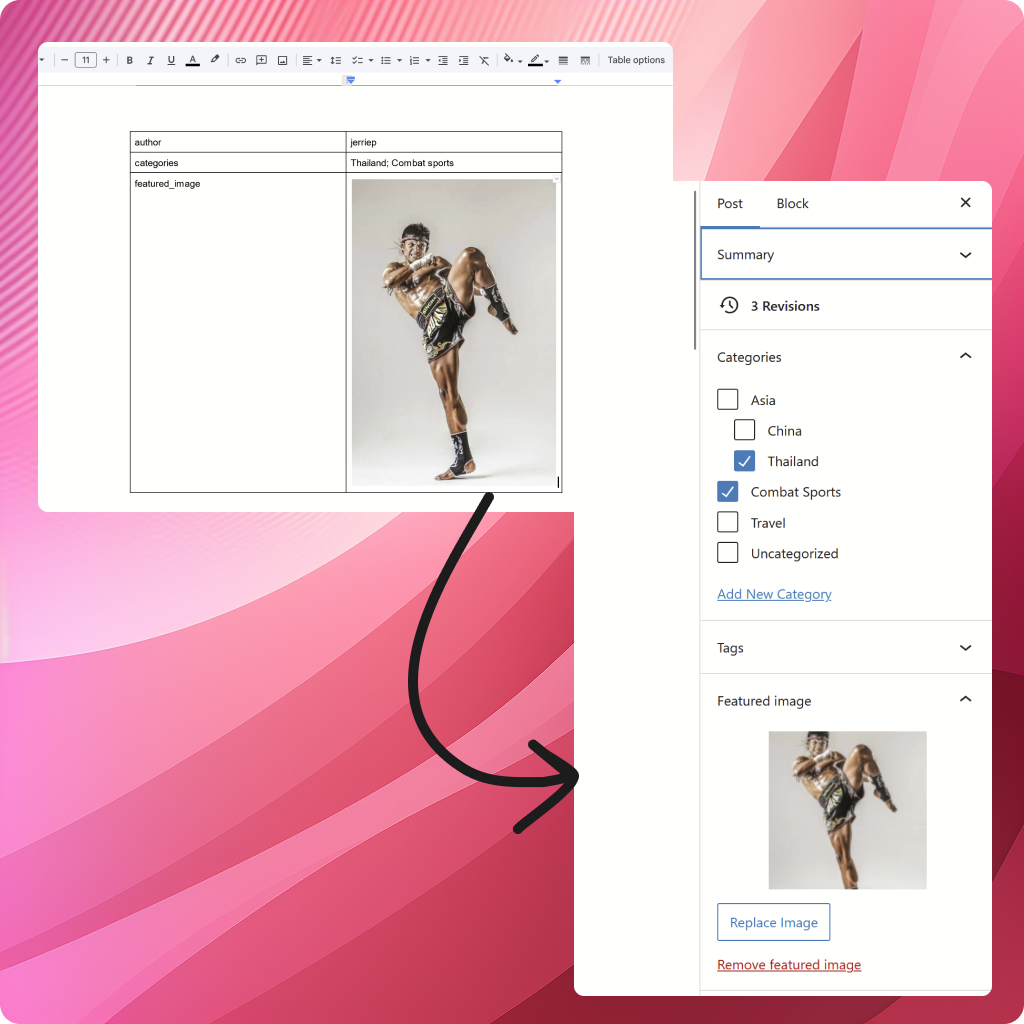 11
B I U A
Table options
author jerriep
categories Thailand; Combat sports
featured_image
Post Block
Summary
3 Revisions
Categories
Asia
China
Thailand
Combat Sports
Travel
Uncategorized
Add New Category
Tags
Featured image
Replace Image
Remove featured image